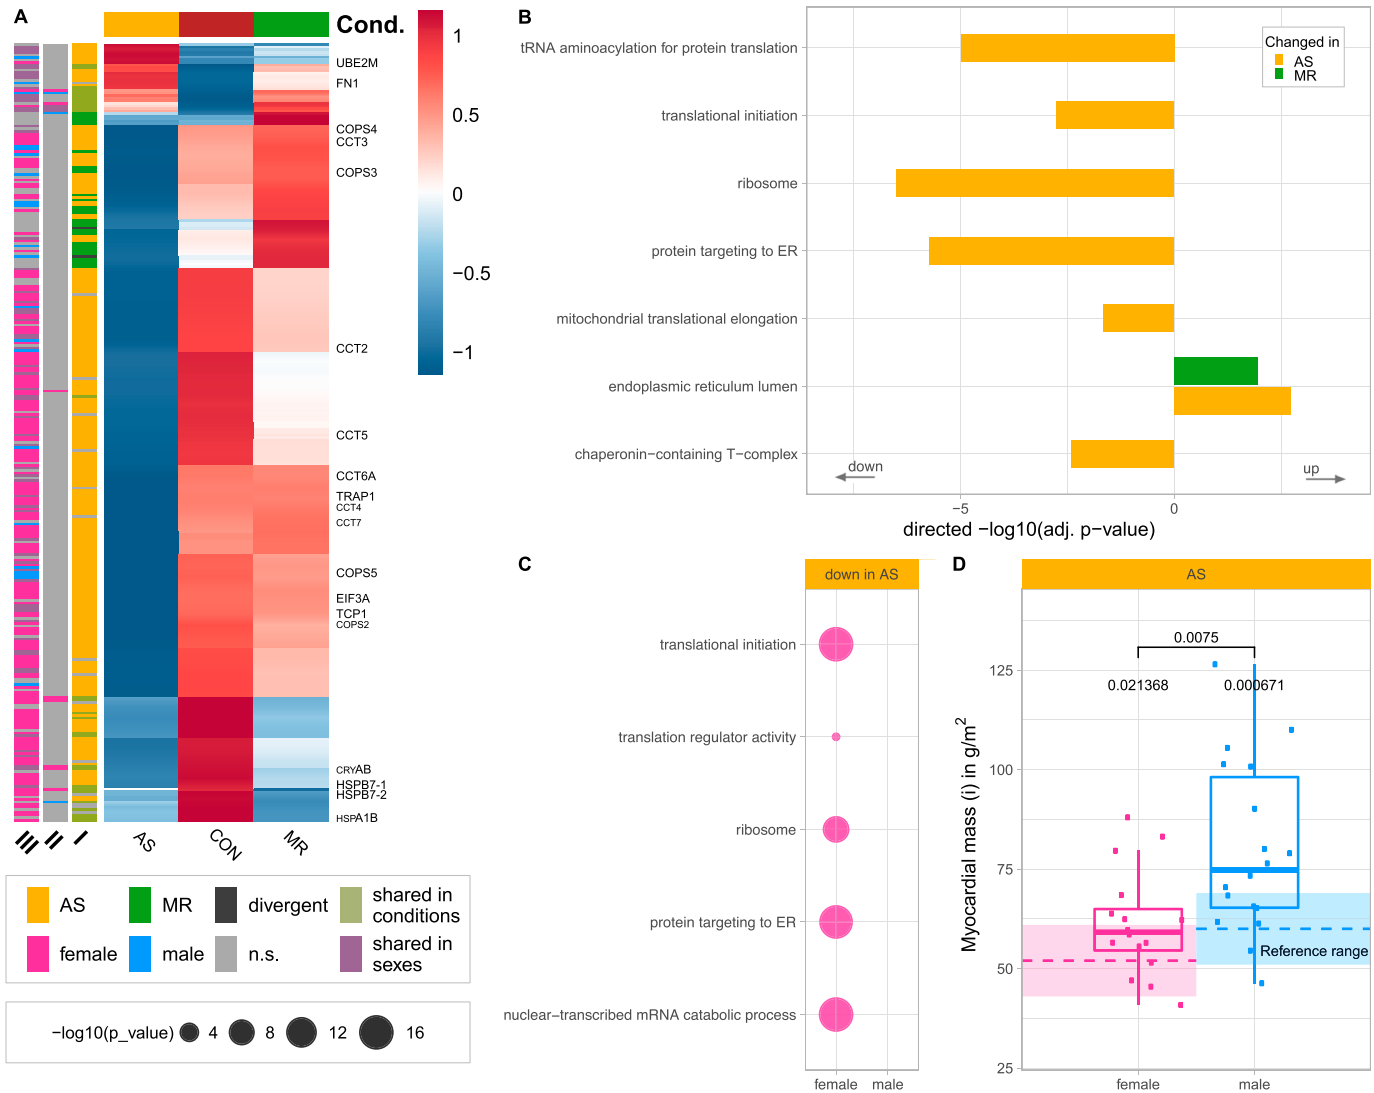 A
Cond.
1
0.5
0
−0.5
−1
UBE2M
FN1
COPS4
CCT3
COPS3
CCT2
CCT5
CCT6A
TRAP1
CCT4
CCT7
COPS5
EIF3A
TCP1
COPS2
CRYAB
HSPB7-1
HSPB7-2
HSPA1B
III
II
I
AS
CON
MR
AS
MR
divergent
shared in
conditions
female
male
n.s.
shared in
sexes
−log10(p_value)
4
8
12
16
B
tRNA aminoacylation for protein translation
translational initiation
ribosome
protein targeting to ER
mitochondrial translational elongation
endoplasmic reticulum lumen
chaperonin−containing T−complex
Changed in
AS
MR
down
up
−5
0
directed −log10(adj. p−value)
C
down in AS
translational initiation
translation regulator activity
ribosome
protein targeting to ER
nuclear−transcribed mRNA catabolic process
female
male
D
AS
Myocardial mass (i) in g/m²
125
100
75
50
25
0.0075
0.021368
0.000671
Reference range
female
male